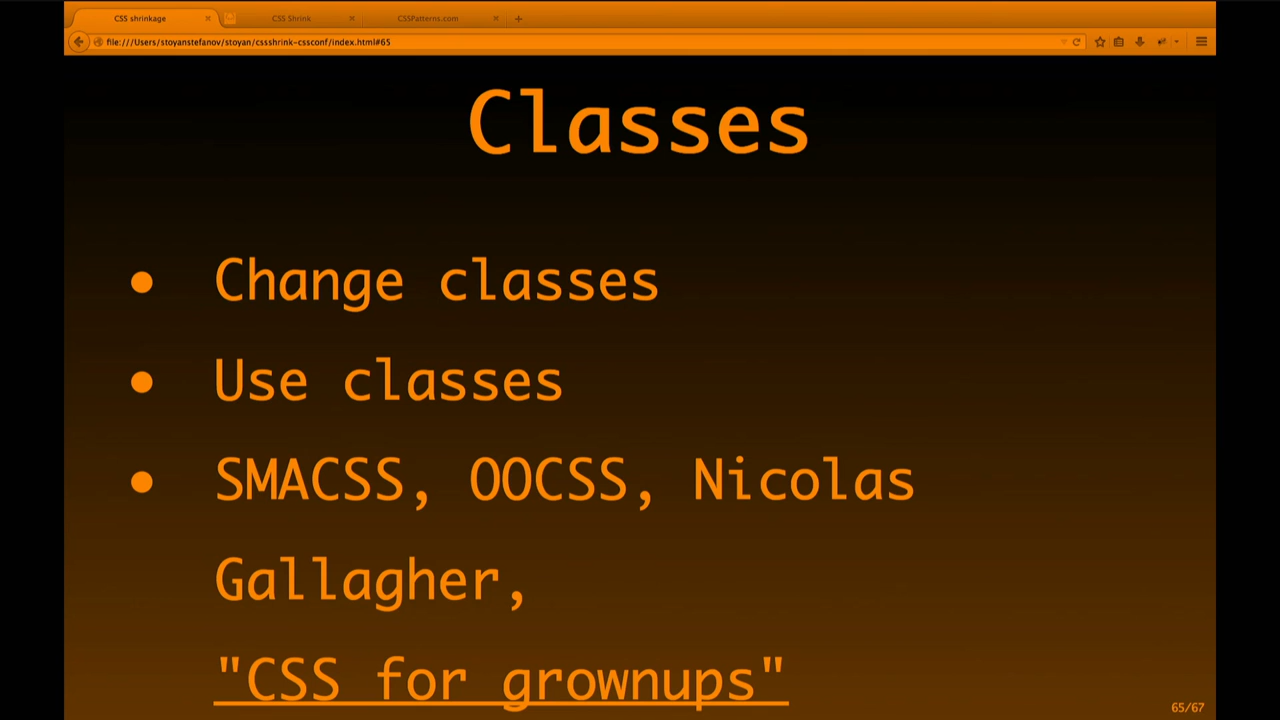 CSS shrinkage
CSS Shrink
CSSPatterns.com
file:///Users/stoyanstefanov/stoyan/cssshrink-cssconf/index.html#65
Classes
Change classes
Use classes
SMACSS, OOCSS, Nicolas
Gallagher,
"CSS for grownups"
65/67